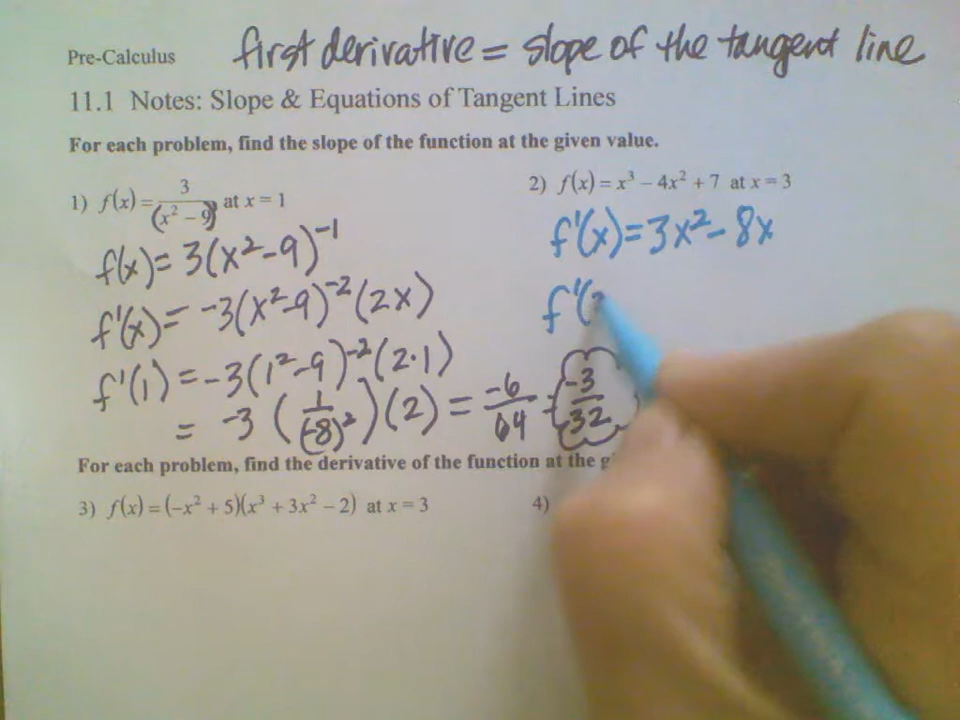 first derivative = slope of the tangent line
Pre-Calculus
11.1 Notes: Slope & Equations of Tangent Lines
For each problem, find the slope of the function at the given value.
1) f(x) = 3/(x² − 9) at x = 1
f(x) = 3(x²-9)⁻¹
f'(x) = -3(x²-9)⁻²(2x)
f'(1) = -3(1²-9)⁻²(2·1)
= -3 (1/(-8)²)(2) = -6/64 = -3/32
2) f(x) = x³ − 4x² + 7 at x = 3
f'(x) = 3x² - 8x
f'(
For each problem, find the derivative of the function at the
3) f(x) = (−x² + 5)(x³ + 3x² − 2) at x = 3
4)